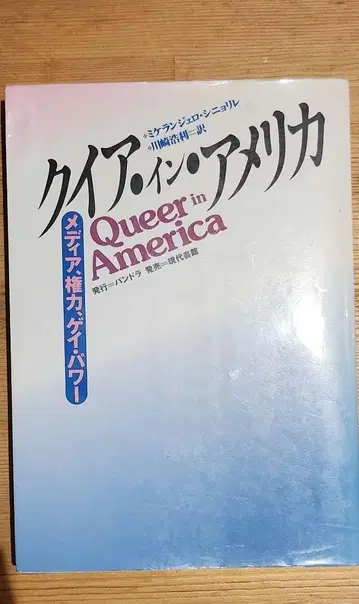 *ミケランジェロ・シニョリレ
*川崎浩利=訳
クイア・イン・アメリカ
Queer in
America
メディア、権力、ゲイ・パワー
発行=パンドラ 発売=現代書館